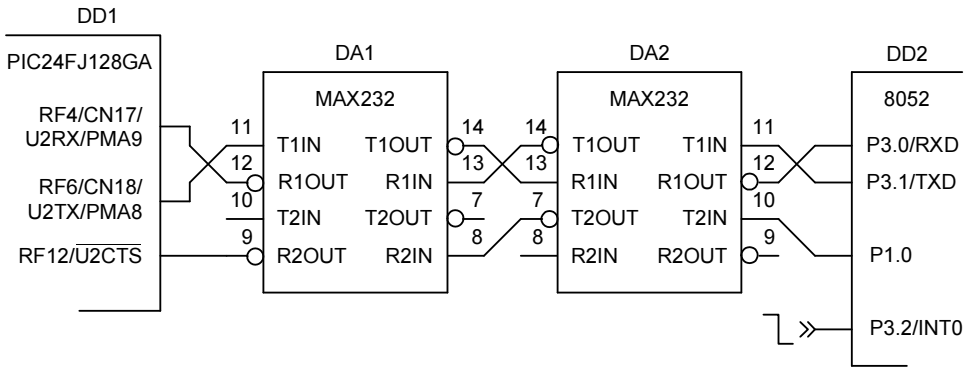 DD1
PIC24FJ128GA
RF4/CN17/
U2RX/PMA9
RF6/CN18/
U2TX/PMA8
RF12/U2CTS
DA1
MAX232
11
T1IN
T1OUT
14
12
R1OUT
R1IN
13
10
T2IN
T2OUT
7
9
R2OUT
R2IN
8
DA2
MAX232
14
T1OUT
T1IN
11
13
R1IN
R1OUT
12
7
T2OUT
T2IN
10
8
R2IN
R2OUT
9
DD2
8052
P3.0/RXD
P3.1/TXD
P1.0
P3.2/INT0